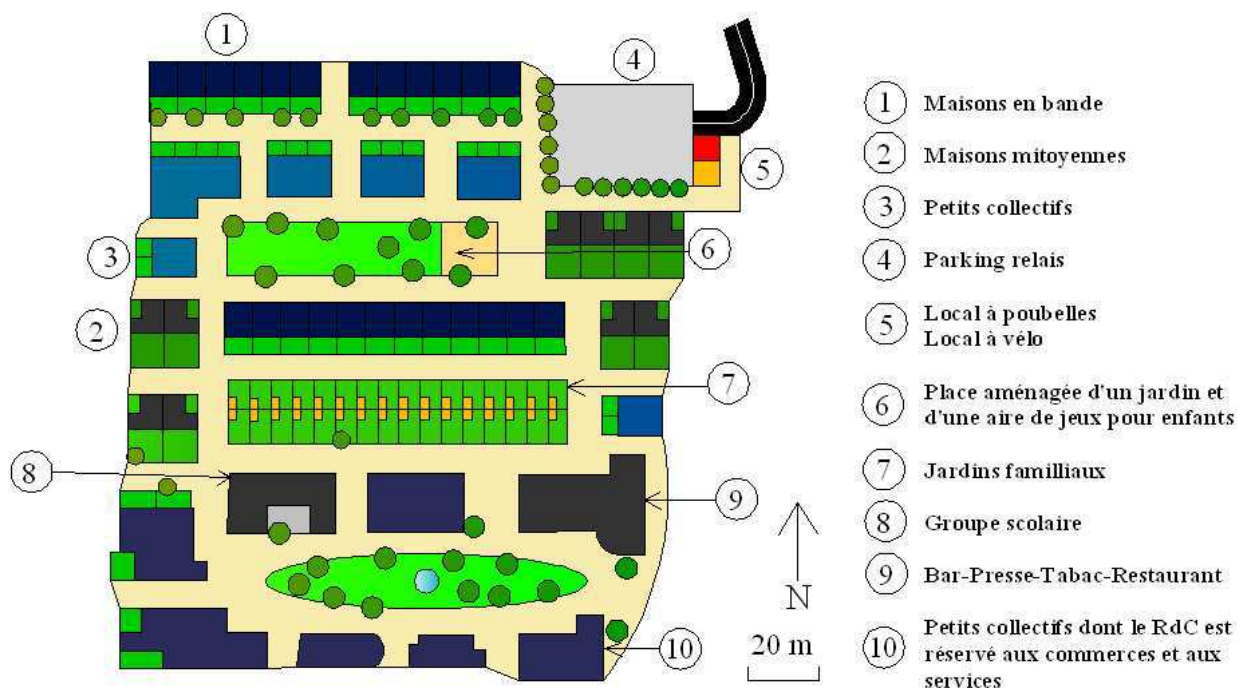 1
4
5
3
6
2
7
8
9
10
N
20 m
1 Maisons en bande
2 Maisons mitoyennes
3 Petits collectifs
4 Parking relais
5 Local à poubelles
Local à vélo
6 Place aménagée d'un jardin et
d'une aire de jeux pour enfants
7 Jardins familliaux
8 Groupe scolaire
9 Bar-Presse-Tabac-Restaurant
10 Petits collectifs dont le RdC est
réservé aux commerces et aux
services